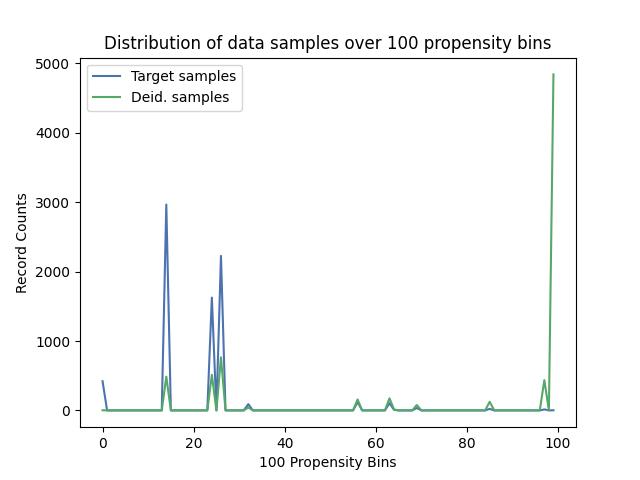 Distribution of data samples over 100 propensity bins
Target samples
Deid. samples
5000
4000
3000
2000
1000
0
Record Counts
0 20 40 60 80 100
100 Propensity Bins